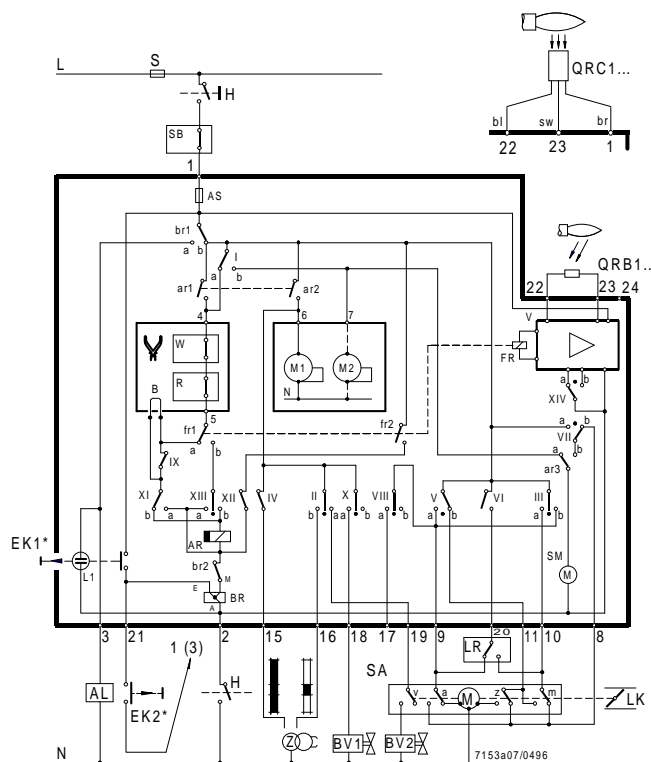 L S
H
QRC1...
bl sw br
22 23 1
SB
1
AS
br1
a b
I
a b
ar1 ar2
QRB1...
22 23 24
V
FR
4 6 7
W
R
M1 M2
N
B
5
fr1
a b
fr2
a b
XIV
a b
VII
a b
ar3
IX
XI XIII XII IV II X VIII V VI III
b a a b b a a b a b a b a b
AR
br2
M
E
BR
A
SM
M
EK1*
L1
3 21 2 15 16 18 17 19 9 20 11 10 8
1 (3)
H
LR
SA
AL
EK2*
v a M z m
LK
Z
BV1 BV2
N
7153a07/0496